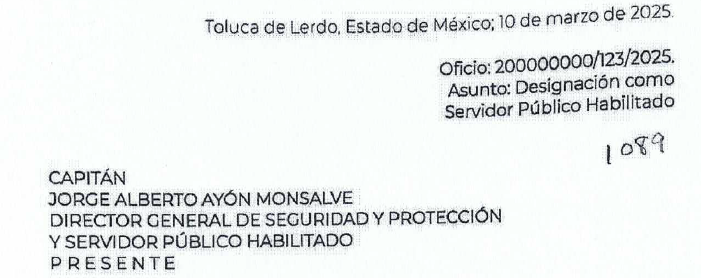 Toluca de Lerdo, Estado de México; 10 de marzo de 2025.
Oficio: 200000000/123/2025.
Asunto: Designación como
Servidor Público Habilitado
1089
CAPITÁN
JORGE ALBERTO AYÓN MONSALVE
DIRECTOR GENERAL DE SEGURIDAD Y PROTECCIÓN
Y SERVIDOR PÚBLICO HABILITADO
P R E S E N T E